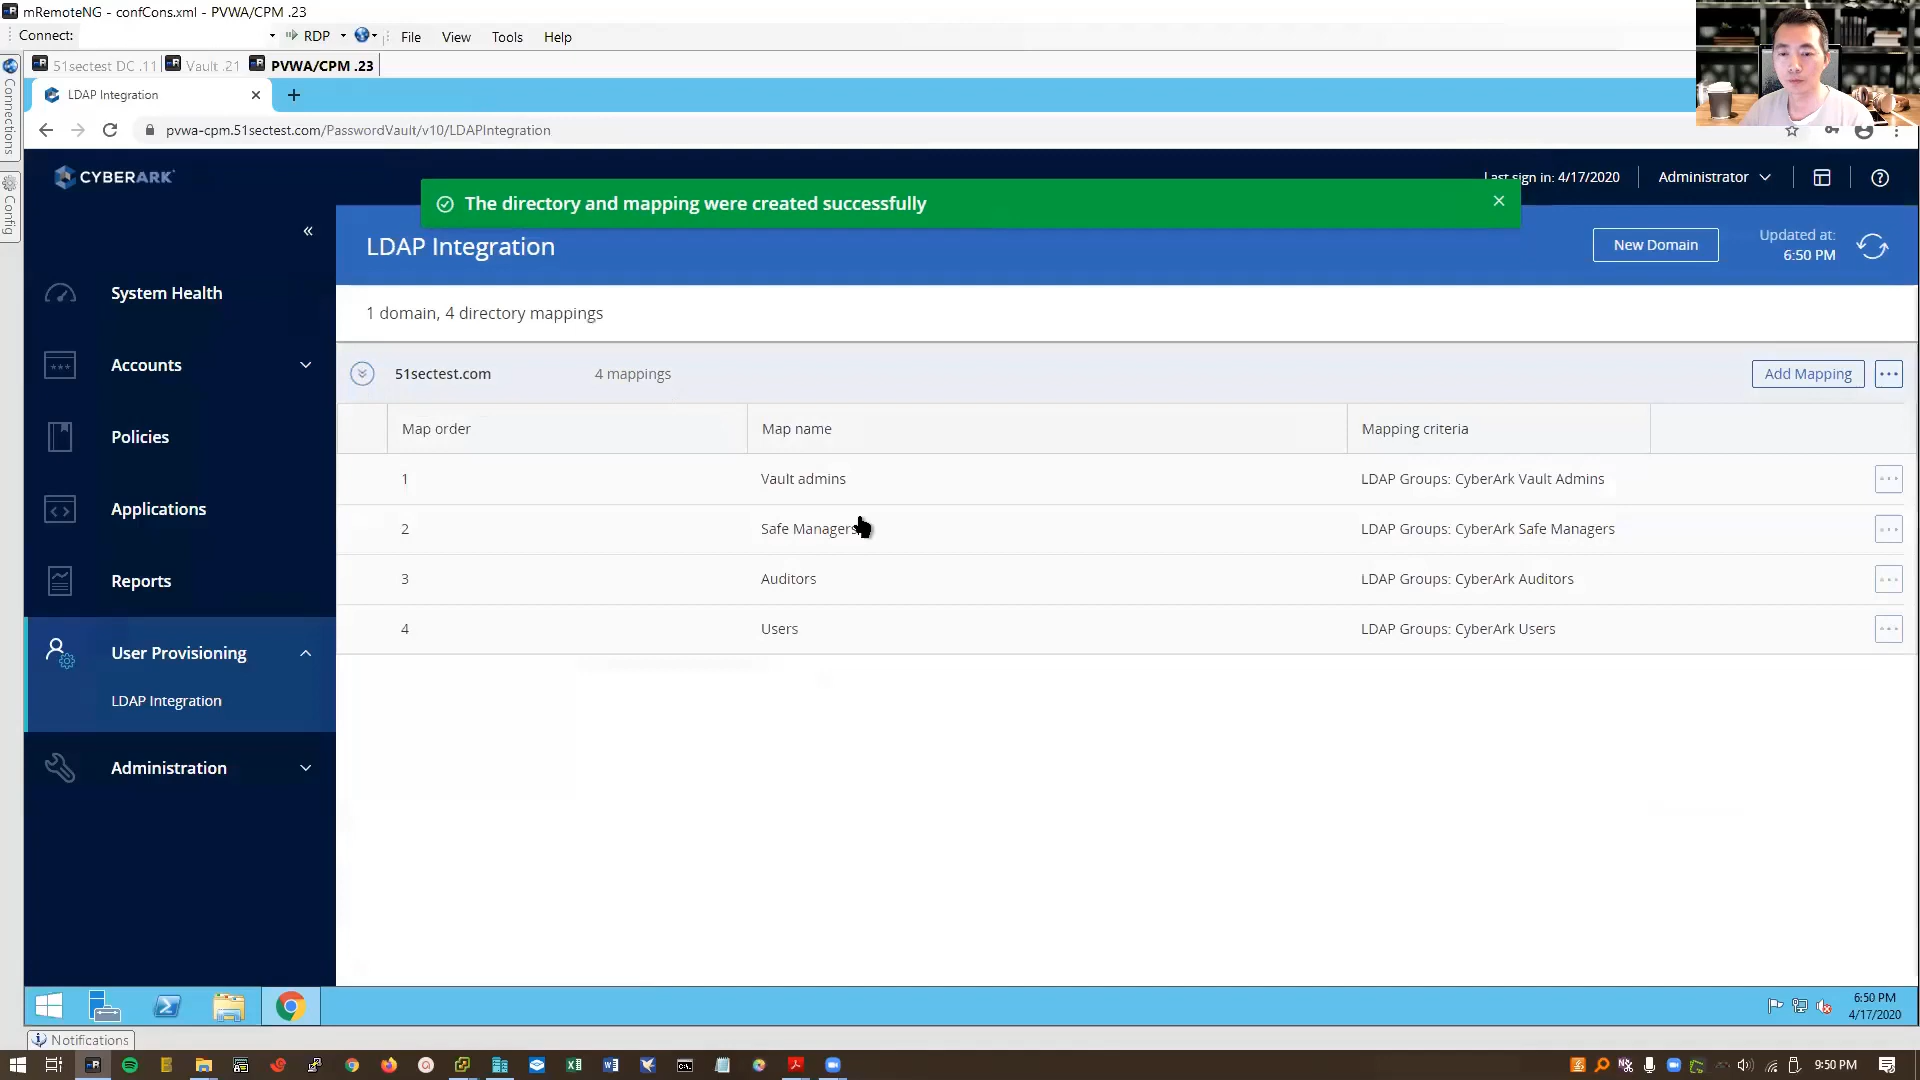 mRemoteNG - confCons.xml - PVWA/CPM .23
Connect: RDP File View Tools Help
51sectest DC .11 Vault .21 PVWA/CPM .23
Connections
Config
LDAP Integration
pvwa-cpm.51sectest.com/PasswordVault/v10/LDAPIntegration
CYBERARK
Last sign in: 4/17/2020 Administrator
The directory and mapping were created successfully
LDAP Integration
New Domain
Updated at:
6:50 PM
1 domain, 4 directory mappings
51sectest.com 4 mappings Add Mapping
Map order Map name Mapping criteria
1 Vault admins LDAP Groups: CyberArk Vault Admins
2 Safe Managers LDAP Groups: CyberArk Safe Managers
3 Auditors LDAP Groups: CyberArk Auditors
4 Users LDAP Groups: CyberArk Users
System Health
Accounts
Policies
Applications
Reports
User Provisioning
LDAP Integration
Administration
6:50 PM
4/17/2020
Notifications
9:50 PM